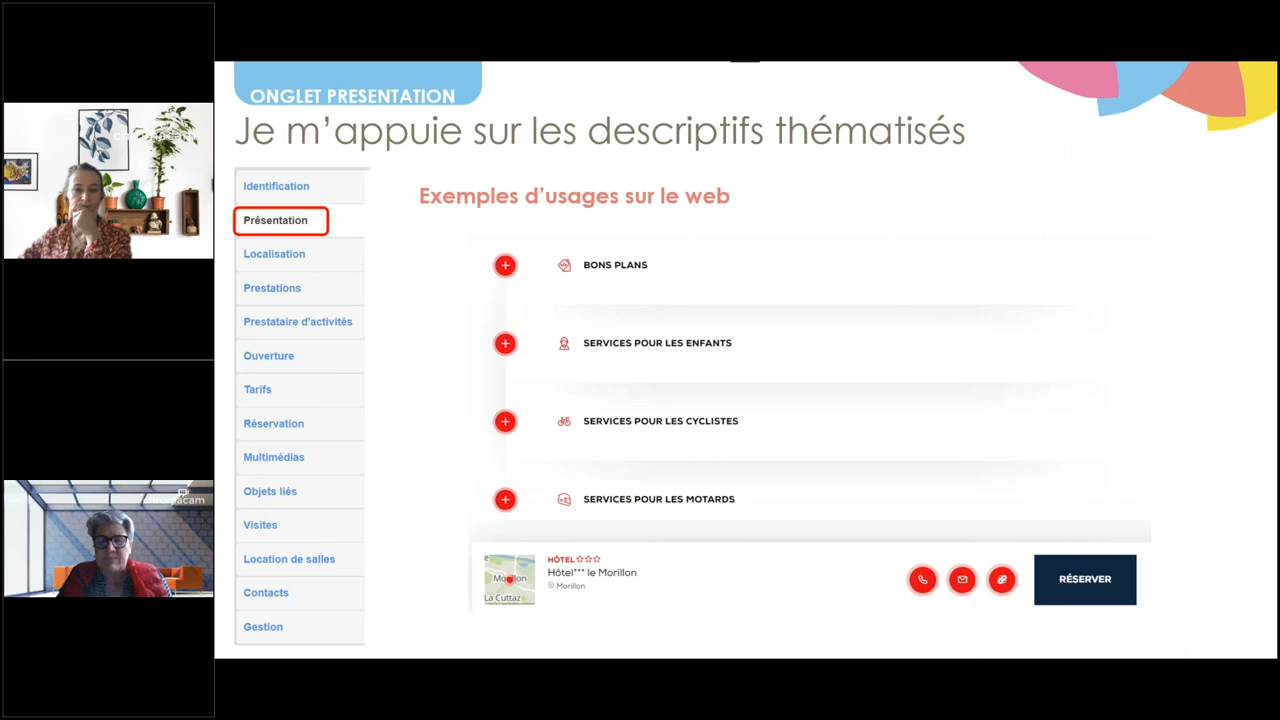 ONGLET PRESENTATION
Je m'appuie sur les descriptifs thématisés
Identification
Présentation
Localisation
Prestations
Prestataire d'activités
Ouverture
Tarifs
Réservation
Multimédias
Objets liés
Visites
Location de salles
Contacts
Gestion
Exemples d'usages sur le web
BONS PLANS
SERVICES POUR LES ENFANTS
SERVICES POUR LES CYCLISTES
SERVICES POUR LES MOTARDS
Morillon
La Cuttaz
HÔTEL
Hôtel*** le Morillon
Morillon
RÉSERVER